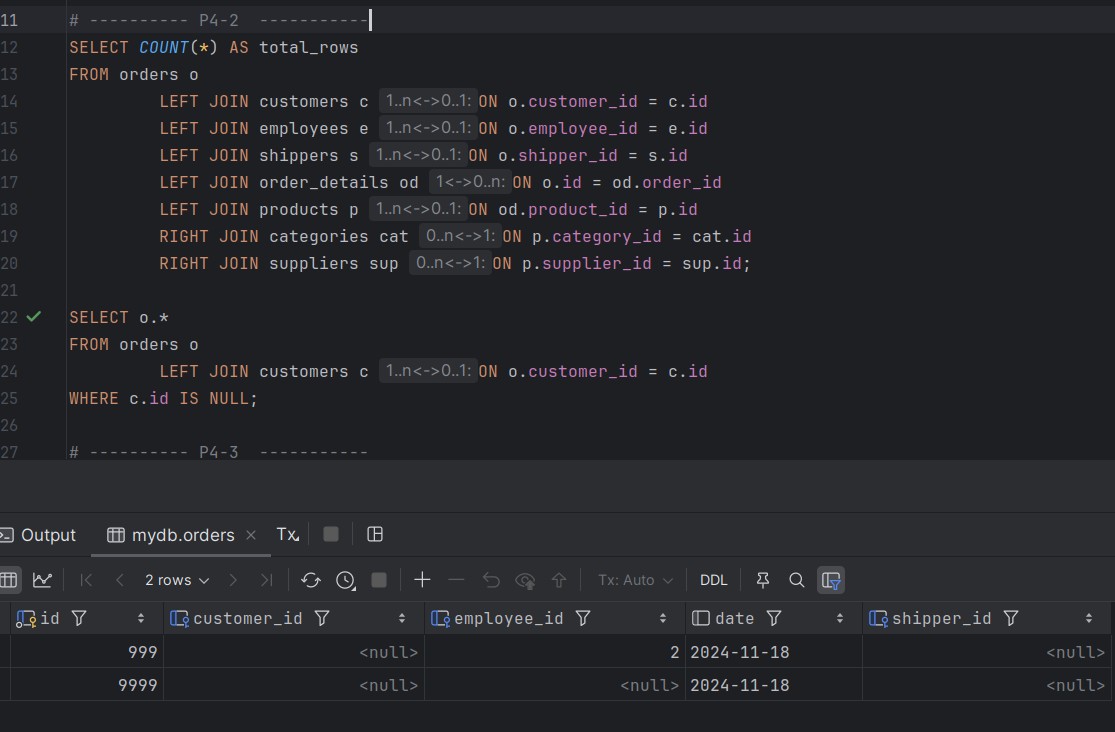 11 # ---------- P4-2  -----------
12 SELECT COUNT(*) AS total_rows
13 FROM orders o
14 LEFT JOIN customers c 1..n<->0..1: ON o.customer_id = c.id
15 LEFT JOIN employees e 1..n<->0..1: ON o.employee_id = e.id
16 LEFT JOIN shippers s 1..n<->0..1: ON o.shipper_id = s.id
17 LEFT JOIN order_details od 1<->0..n: ON o.id = od.order_id
18 LEFT JOIN products p 1..n<->0..1: ON od.product_id = p.id
19 RIGHT JOIN categories cat 0..n<->1: ON p.category_id = cat.id
20 RIGHT JOIN suppliers sup 0..n<->1: ON p.supplier_id = sup.id;
21
22 SELECT o.*
23 FROM orders o
24 LEFT JOIN customers c 1..n<->0..1: ON o.customer_id = c.id
25 WHERE c.id IS NULL;
26
27 # ---------- P4-3  -----------
Output mydb.orders Tx
2 rows Tx: Auto DDL
id customer_id employee_id date shipper_id
999 <null> 2 2024-11-18 <null>
9999 <null> <null> 2024-11-18 <null>